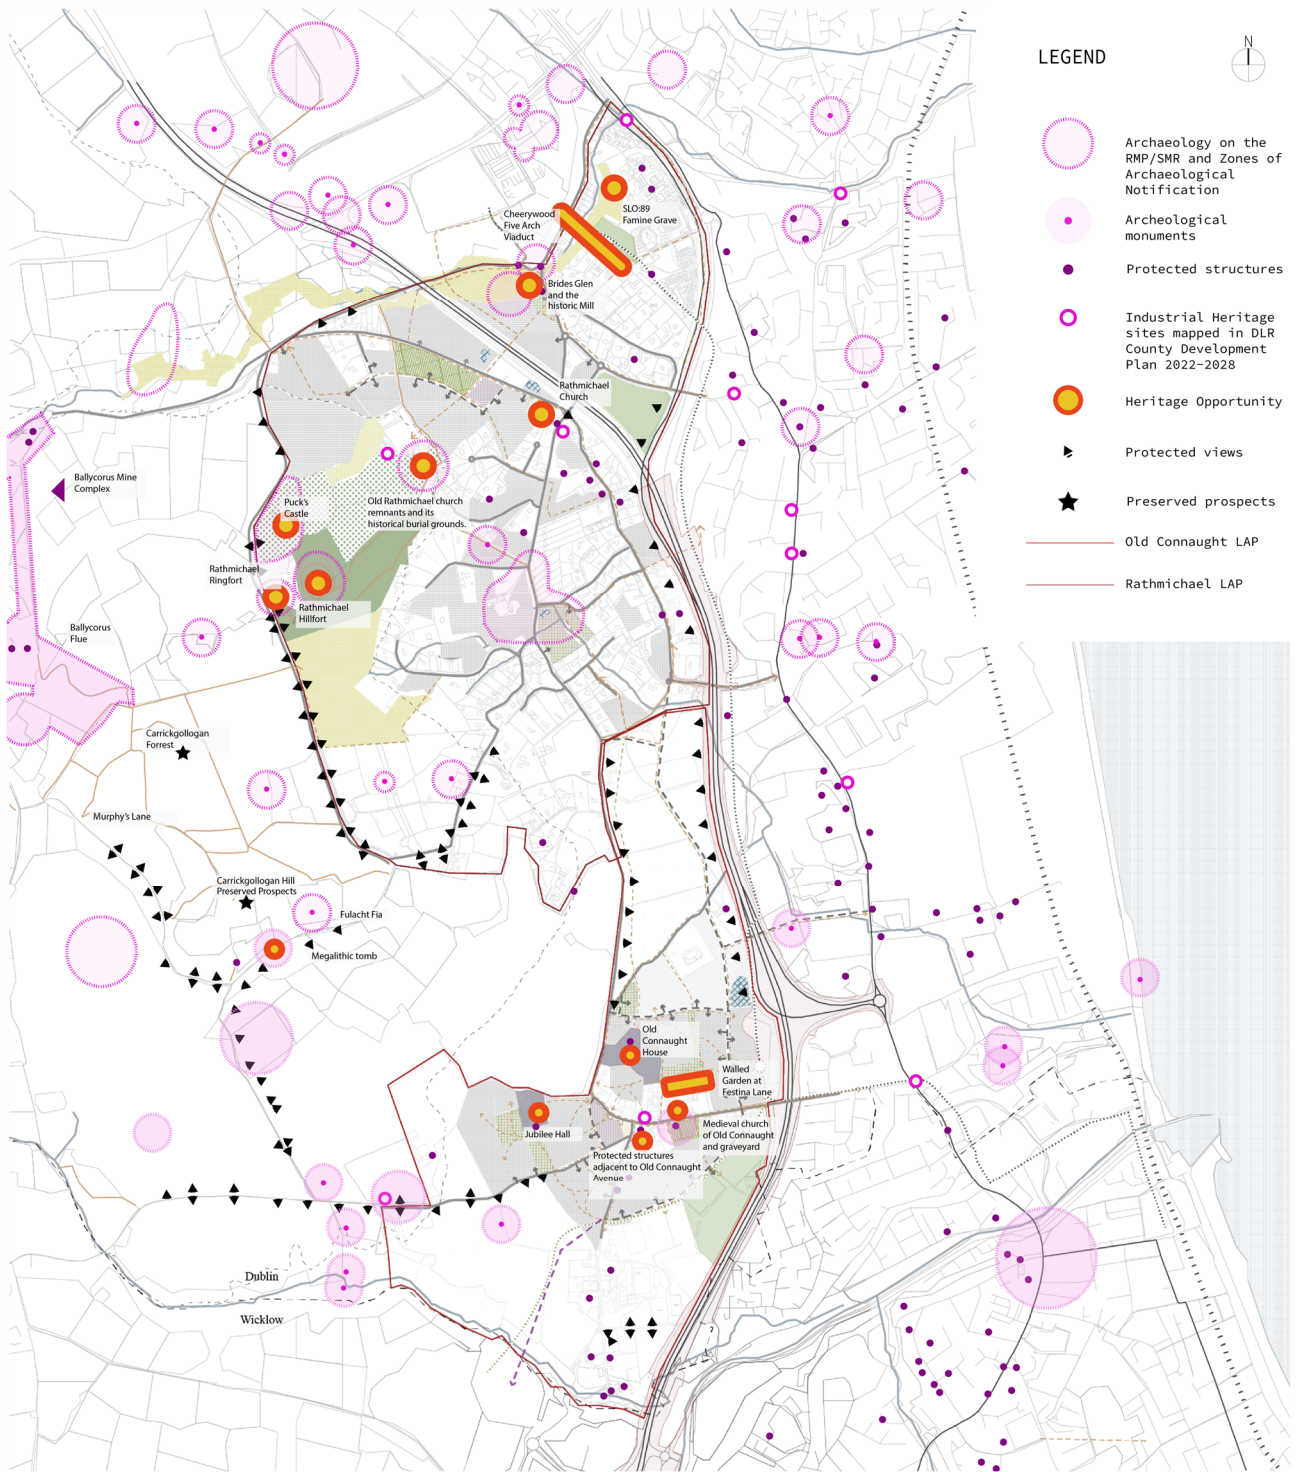 LEGEND
N
Archaeology on the
RMP/SMR and Zones of
Archaeological
Notification
Archeological
monuments
Protected structures
Industrial Heritage
sites mapped in DLR
County Development
Plan 2022-2028
Heritage Opportunity
Protected views
Preserved prospects
Old Connaught LAP
Rathmichael LAP
SLO:89
Famine Grave
Cheerywood
Five Arch
Viaduct
Brides Glen
and the
historic Mill
Rathmichael
Church
Ballycorus Mine
Complex
Puck's
Castle
Old Rathmichael church
remnants and its
historical burial grounds.
Rathmichael
Ringfort
Rathmichael
Hillfort
Ballycorus
Flue
Carrickgollogan
Forrest
Murphy's Lane
Carrickgollogan Hill
Preserved Prospects
Fulacht Fia
Megalithic tomb
Old
Connaught
House
Walled
Garden at
Festina Lane
Jubilee Hall
Medieval church
of Old Connaught
and graveyard
Protected structures
adjacent to Old Connaught
Avenue
Dublin
Wicklow